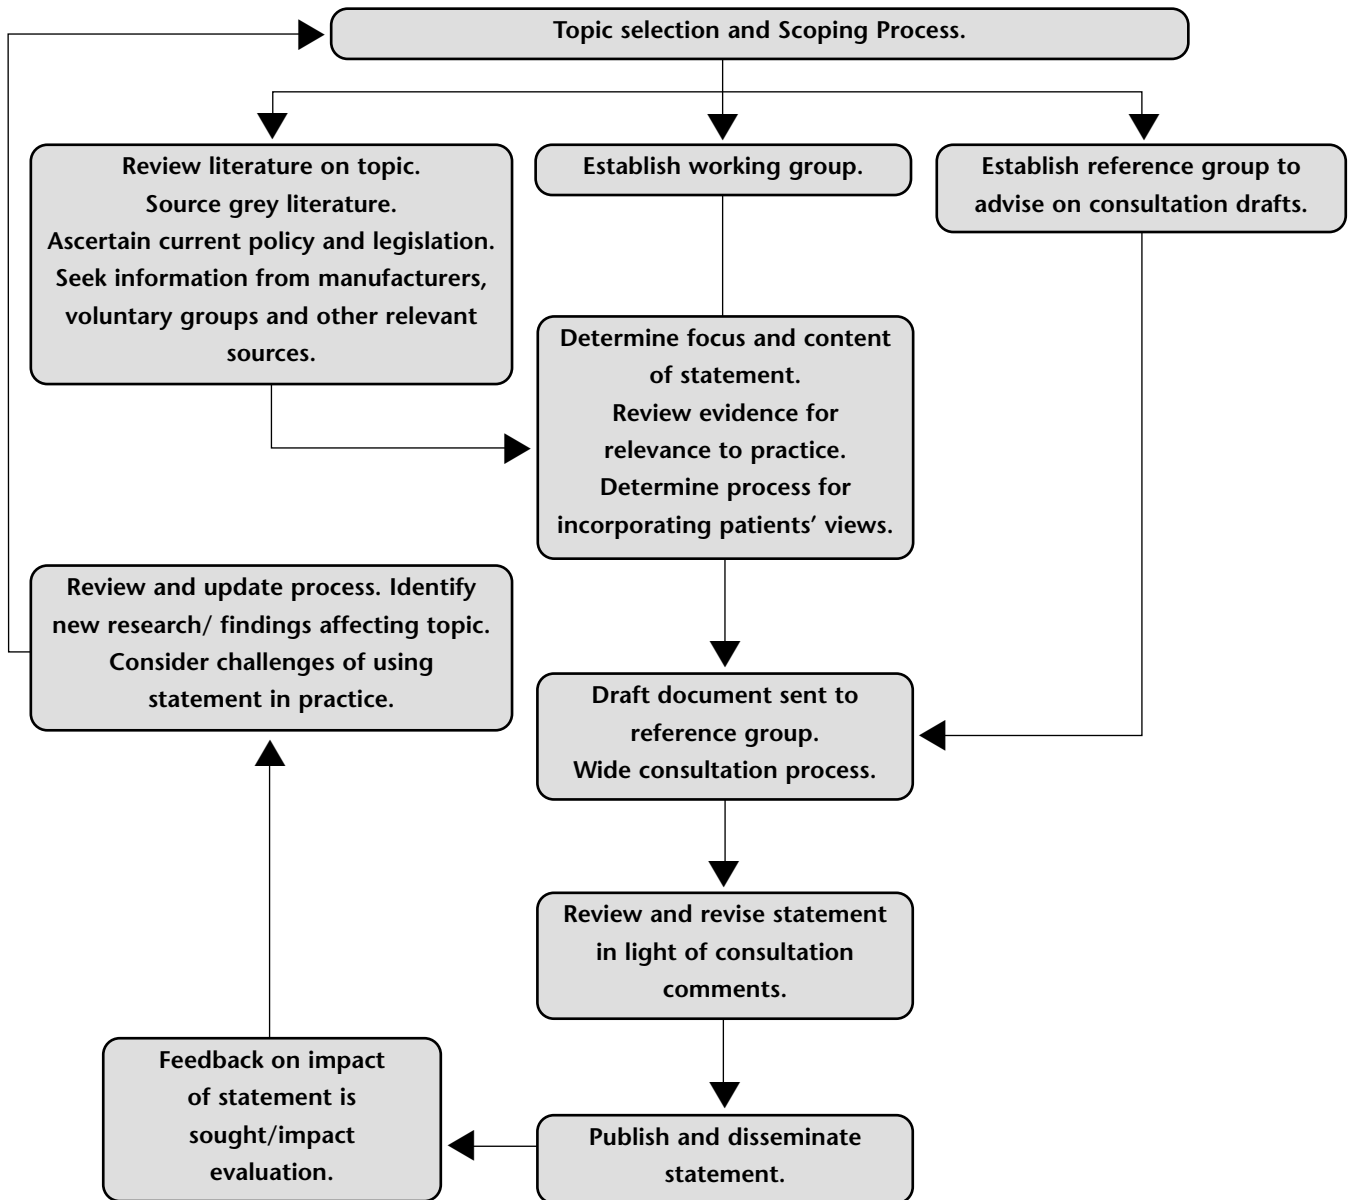 Topic selection and Scoping Process.
Review literature on topic.
Source grey literature.
Ascertain current policy and legislation.
Seek information from manufacturers,
voluntary groups and other relevant
sources.
Establish working group.
Establish reference group to
advise on consultation drafts.
Determine focus and content
of statement.
Review evidence for
relevance to practice.
Determine process for
incorporating patients’ views.
Review and update process. Identify
new research/ findings affecting topic.
Consider challenges of using
statement in practice.
Draft document sent to
reference group.
Wide consultation process.
Review and revise statement
in light of consultation
comments.
Feedback on impact
of statement is
sought/impact
evaluation.
Publish and disseminate
statement.